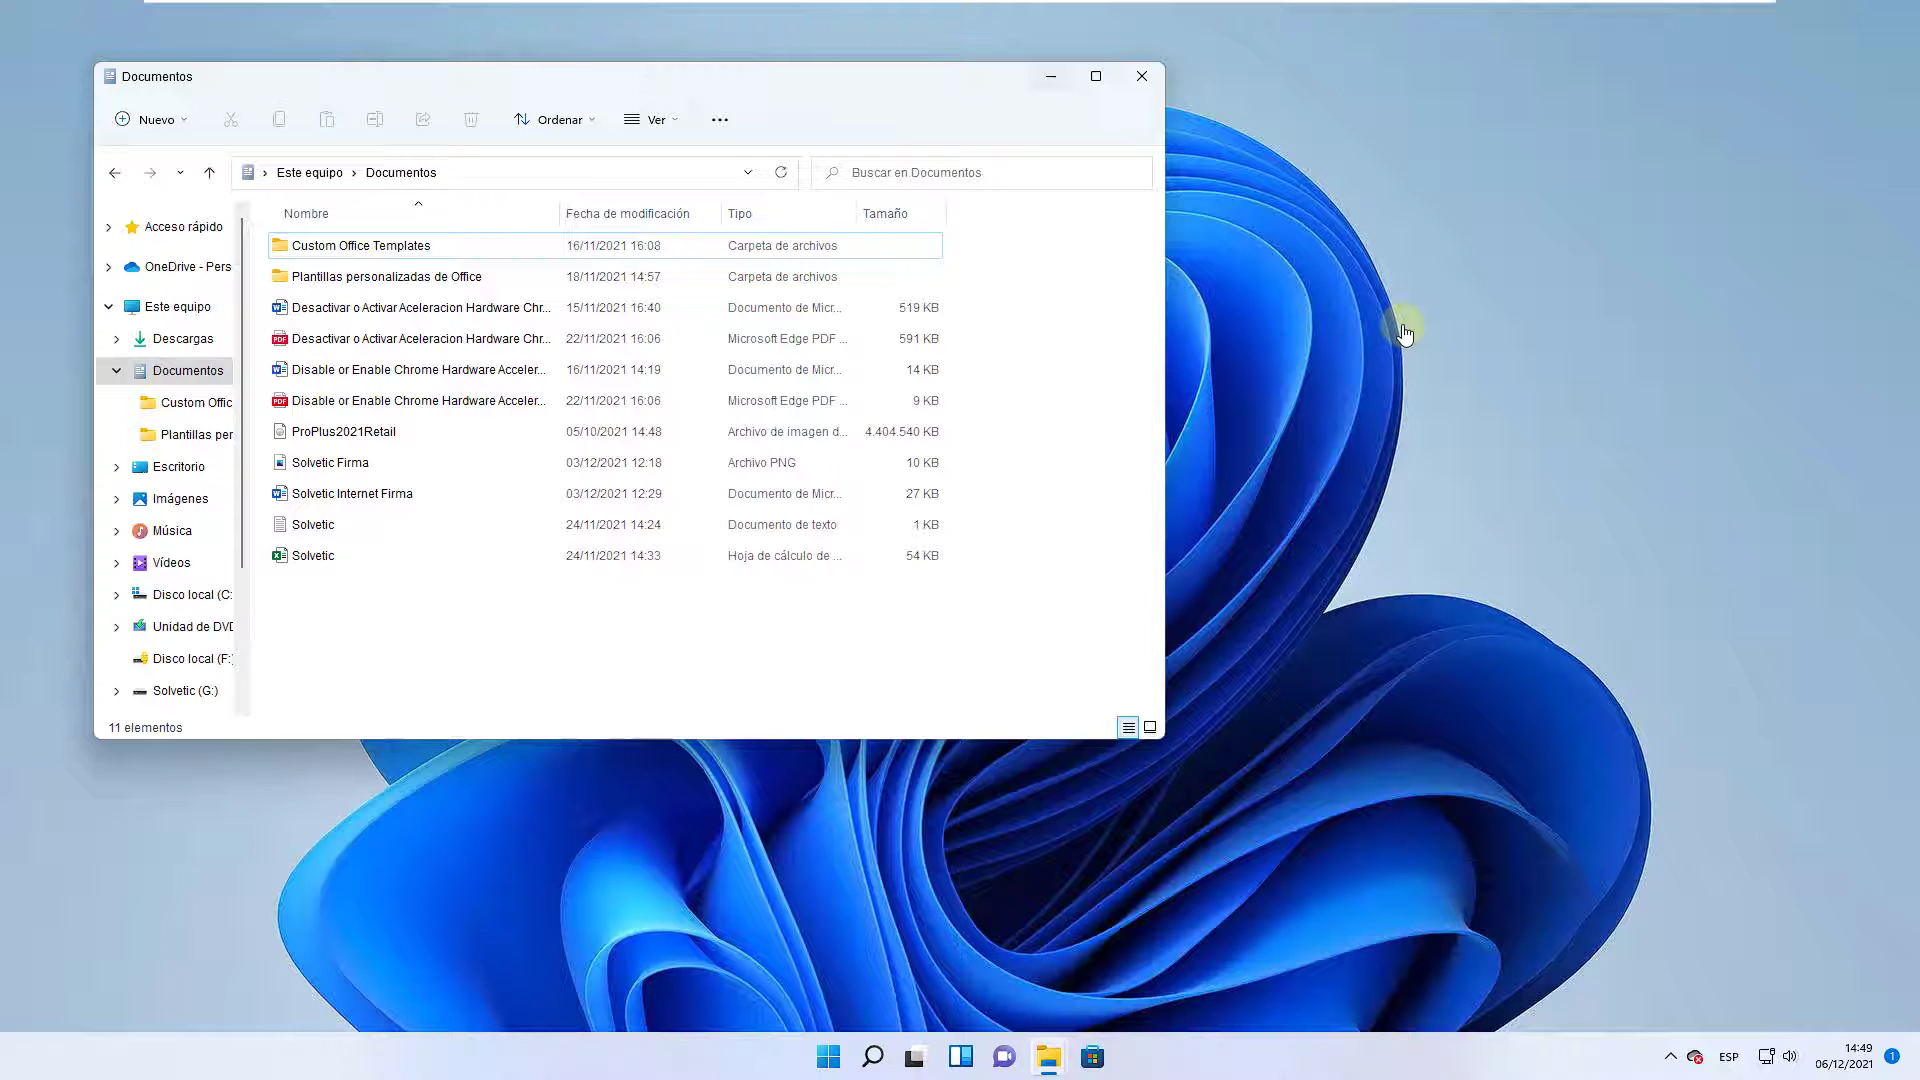 Documentos
Nuevo Ordenar Ver ...
Este equipo > Documentos Buscar en Documentos
Nombre Fecha de modificación Tipo Tamaño
Custom Office Templates 16/11/2021 16:08 Carpeta de archivos
Plantillas personalizadas de Office 18/11/2021 14:57 Carpeta de archivos
Desactivar o Activar Aceleracion Hardware Chr... 15/11/2021 16:40 Documento de Micr... 519 KB
Desactivar o Activar Aceleracion Hardware Chr... 22/11/2021 16:06 Microsoft Edge PDF ... 591 KB
Disable or Enable Chrome Hardware Acceler... 16/11/2021 14:19 Documento de Micr... 14 KB
Disable or Enable Chrome Hardware Acceler... 22/11/2021 16:06 Microsoft Edge PDF ... 9 KB
ProPlus2021Retail 05/10/2021 14:48 Archivo de imagen d... 4.404.540 KB
Solvetic Firma 03/12/2021 12:18 Archivo PNG 10 KB
Solvetic Internet Firma 03/12/2021 12:29 Documento de Micr... 27 KB
Solvetic 24/11/2021 14:24 Documento de texto 1 KB
Solvetic 24/11/2021 14:33 Hoja de cálculo de ... 54 KB
Acceso rápido
OneDrive - Pers
Este equipo
Descargas
Documentos
Custom Offic
Plantillas per
Escritorio
Imágenes
Música
Vídeos
Disco local (C:
Unidad de DVD
Disco local (F:)
Solvetic (G:)
11 elementos
ESP
14:49
06/12/2021
1